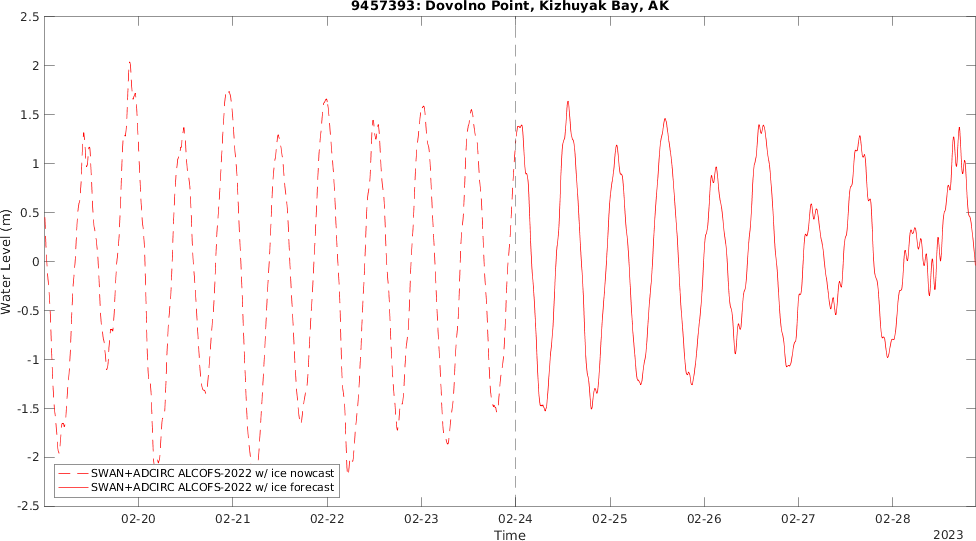 9457393: Dovolno Point, Kizhuyak Bay, AK
2.5
2
1.5
1
0.5
0
-0.5
-1
-1.5
-2
-2.5
Water Level (m)
SWAN+ADCIRC ALCOFS-2022 w/ ice nowcast
SWAN+ADCIRC ALCOFS-2022 w/ ice forecast
02-20 02-21 02-22 02-23 02-24 02-25 02-26 02-27 02-28
Time
2023